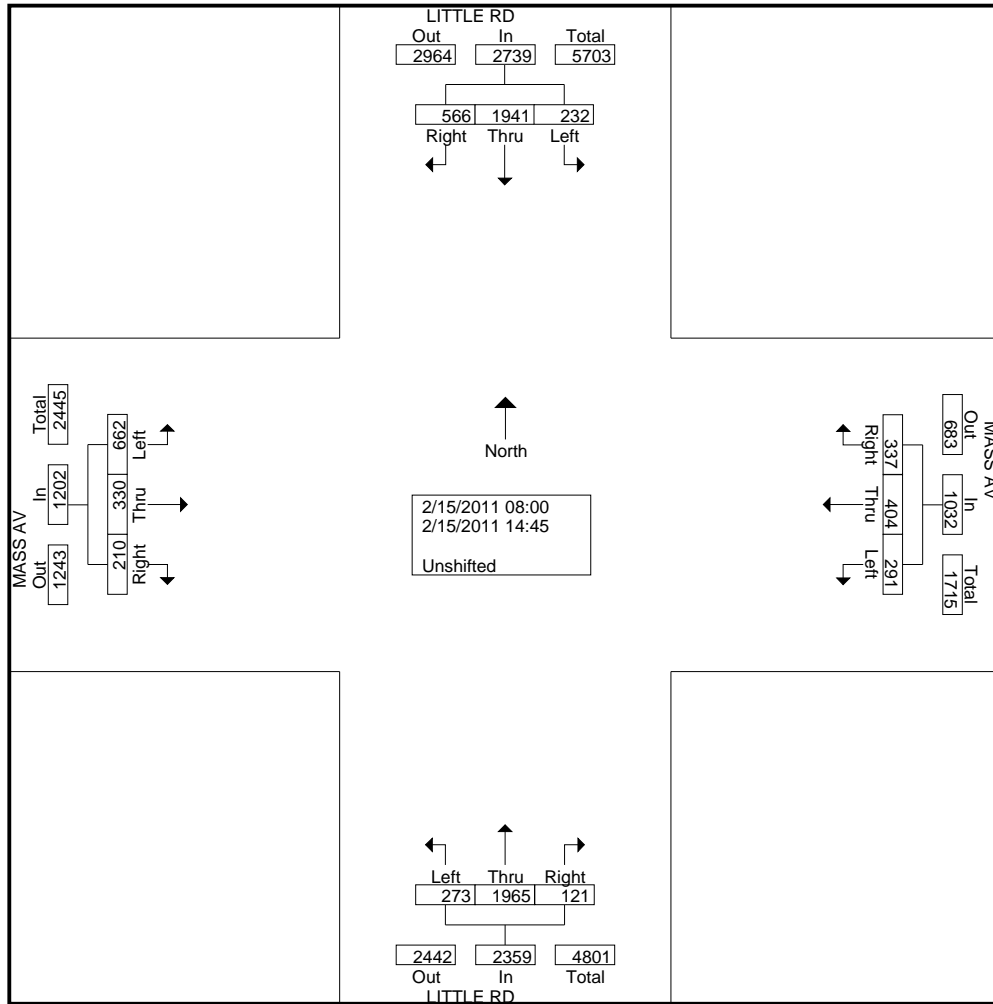 LITTLE RD
Out In Total
2964 2739 5703
566 1941 232
Right Thru Left
MASS AV
Out In Total
1243 1202 2445
210 330 662
Right Thru Left
North
2/15/2011 08:00
2/15/2011 14:45
Unshifted
MASS AV
Out In Total
683 1032 1715
337 404 291
Right Thru Left
Left Thru Right
273 1965 121
2442 2359 4801
Out In Total
LITTLE RD